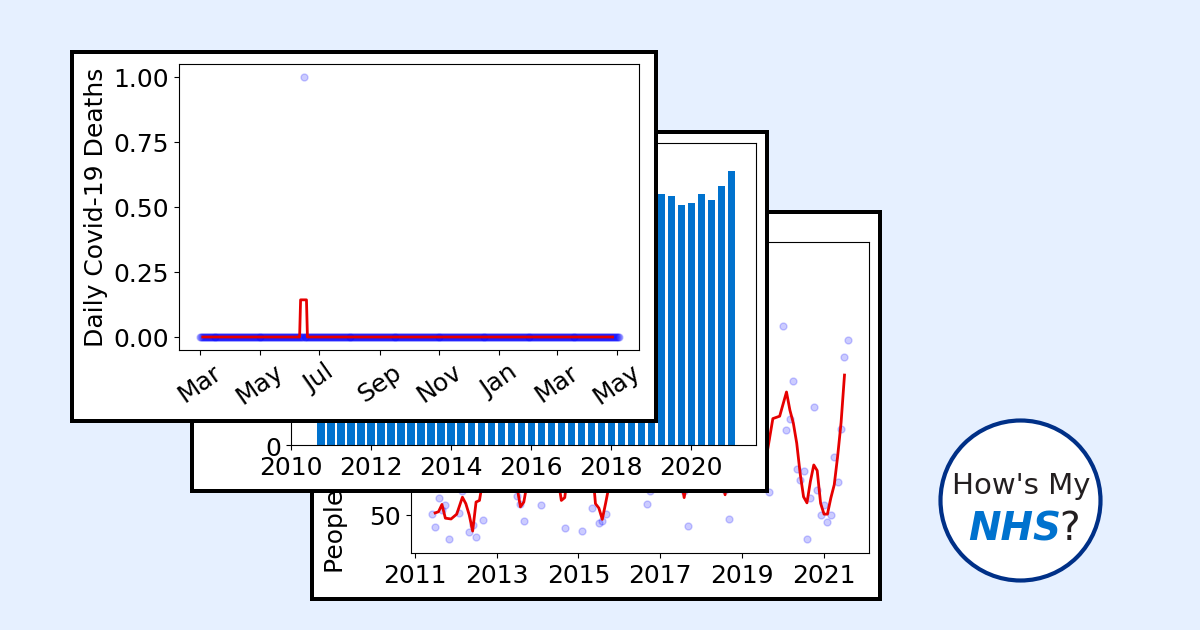 Daily Covid-19 Deaths
1.00
0.75
0.50
0.25
0.00
Mar May Jul Sep Nov Jan Mar May
0
2010 2012 2014 2016 2018 2020
People
50
2011 2013 2015 2017 2019 2021
How's My
NHS?